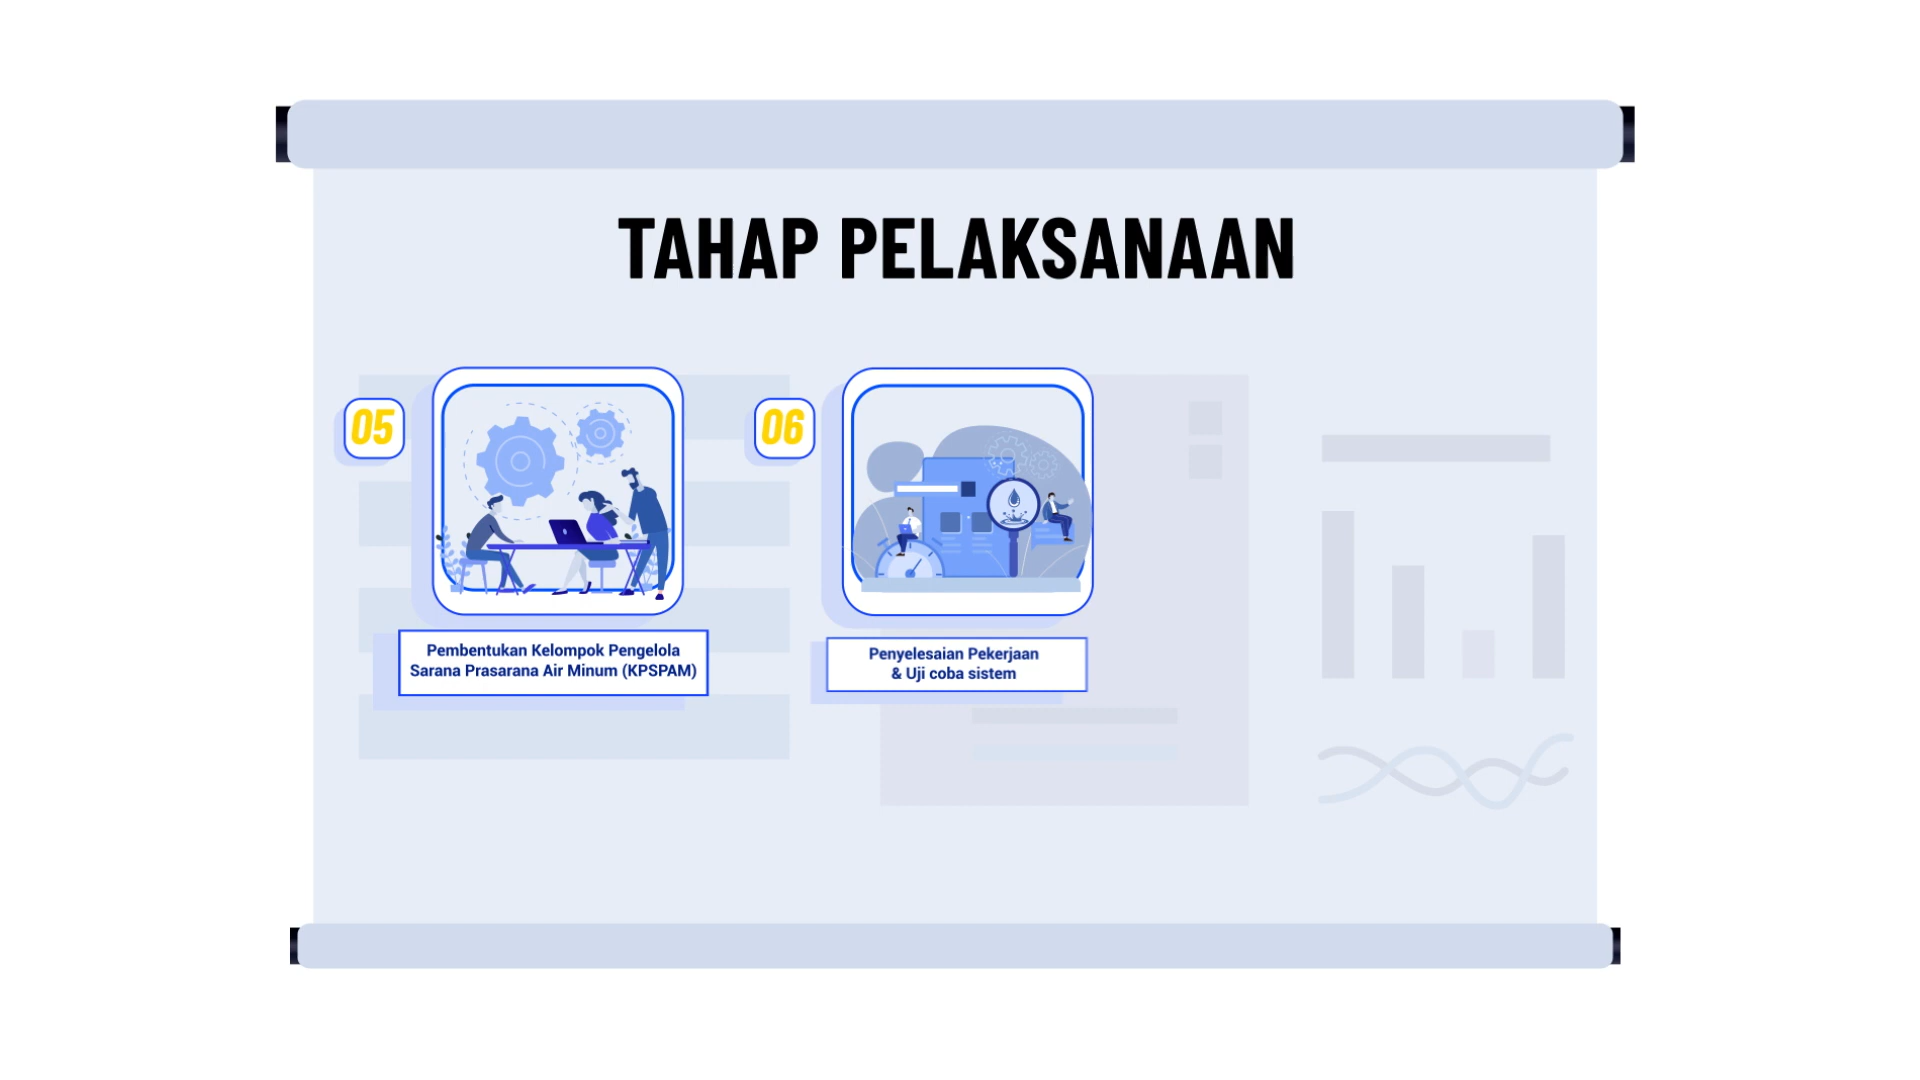 TAHAP PELAKSANAAN
05
Pembentukan Kelompok Pengelola
Sarana Prasarana Air Minum (KPSPAM)
06
Penyelesaian Pekerjaan
& Uji coba sistem